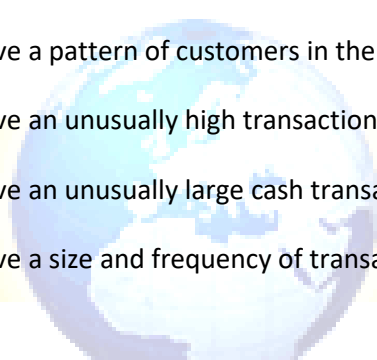 ve a pattern of customers in the
ve an unusually high transaction
ve an unusually large cash transa
ve a size and frequency of transa